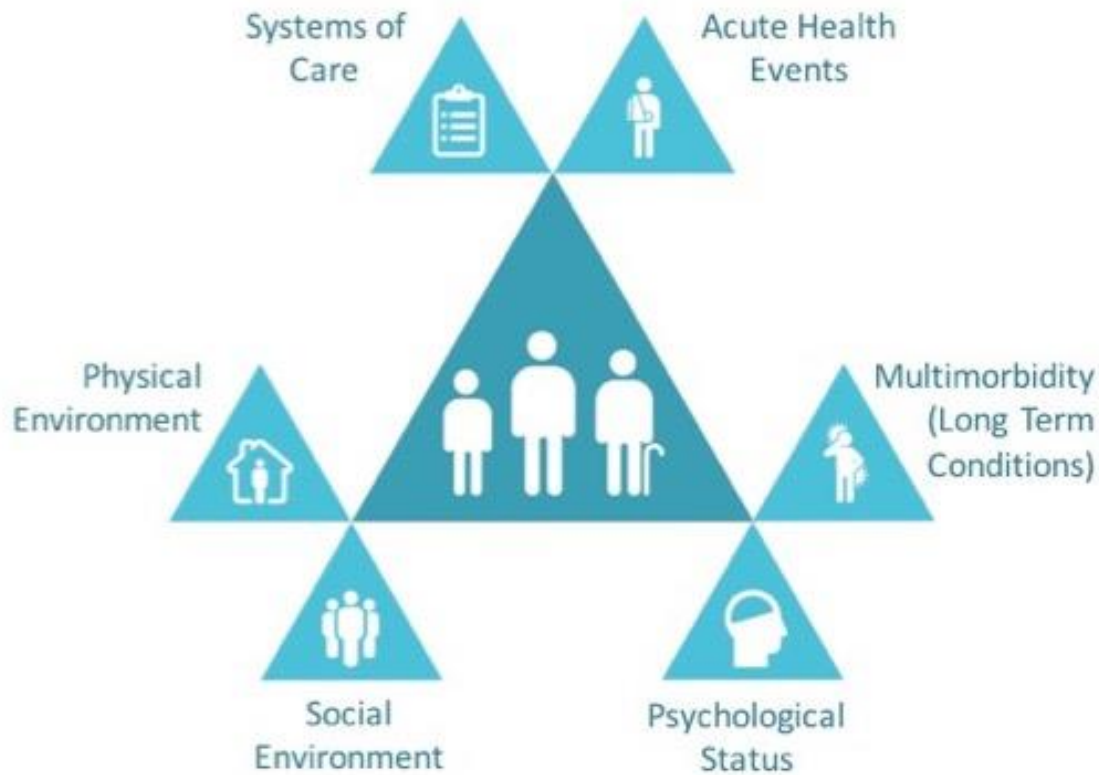 Systems of
Care
Acute Health
Events
Physical
Environment
Multimorbidity
(Long Term
Conditions)
Social
Environment
Psychological
Status